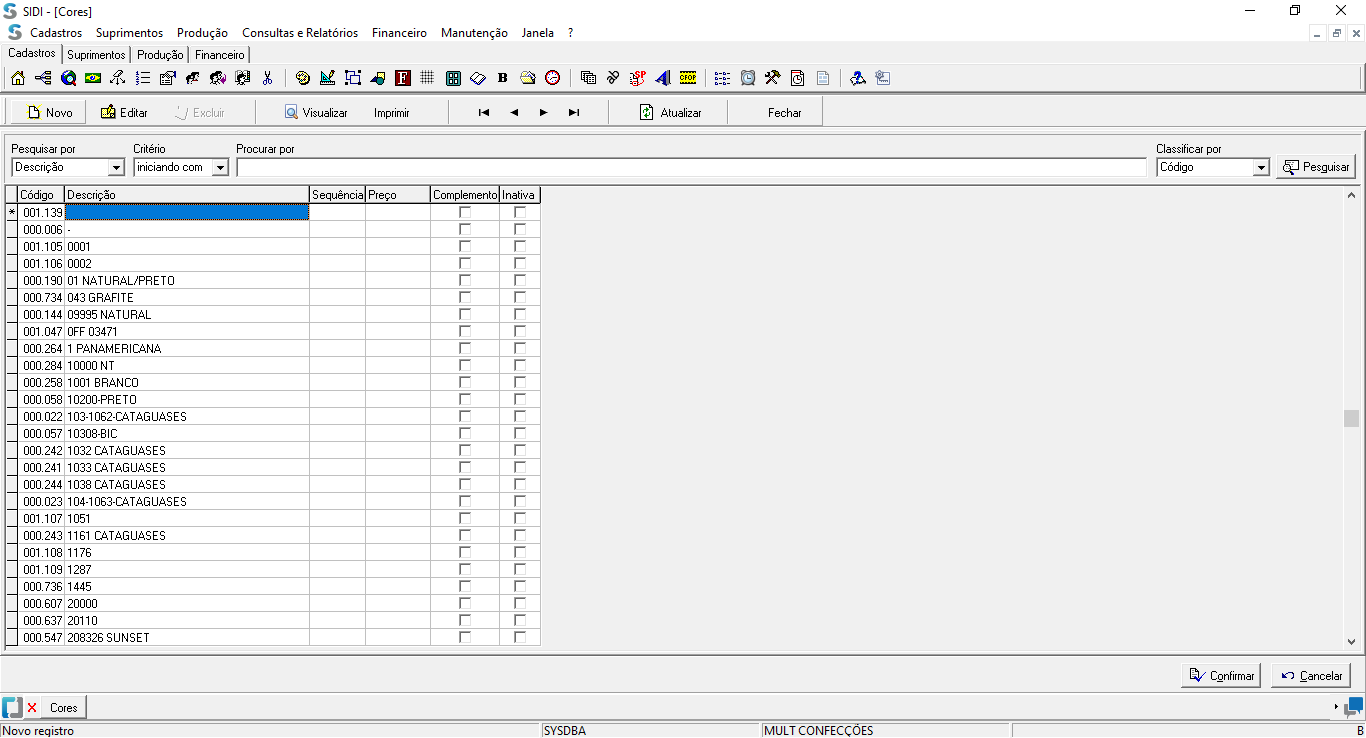 SIDI - [Cores]
Cadastros Suprimentos Produção Consultas e Relatórios Financeiro Manutenção Janela ?
Cadastros Suprimentos Produção Financeiro
F B SP CFOP
Novo Editar Excluir Visualizar Imprimir Atualizar Fechar
Pesquisar por Critério Procurar por Classificar por
Descrição iniciando com Código Pesquisar
Código Descrição Sequência Preço Complemento Inativa
* 001.139
000.006 -
001.105 0001
001.106 0002
000.190 01 NATURAL/PRETO
000.734 043 GRAFITE
000.144 09995 NATURAL
001.047 0FF 03471
000.264 1 PANAMERICANA
000.284 10000 NT
000.258 1001 BRANCO
000.058 10200-PRETO
000.022 103-1062-CATAGUASES
000.057 10308-BIC
000.242 1032 CATAGUASES
000.241 1033 CATAGUASES
000.244 1038 CATAGUASES
000.023 104-1063-CATAGUASES
001.107 1051
000.243 1161 CATAGUASES
001.108 1176
001.109 1287
000.736 1445
000.607 20000
000.637 20110
000.547 208326 SUNSET
Confirmar Cancelar
Cores
Novo registro SYSDBA MULT CONFECÇÕES B